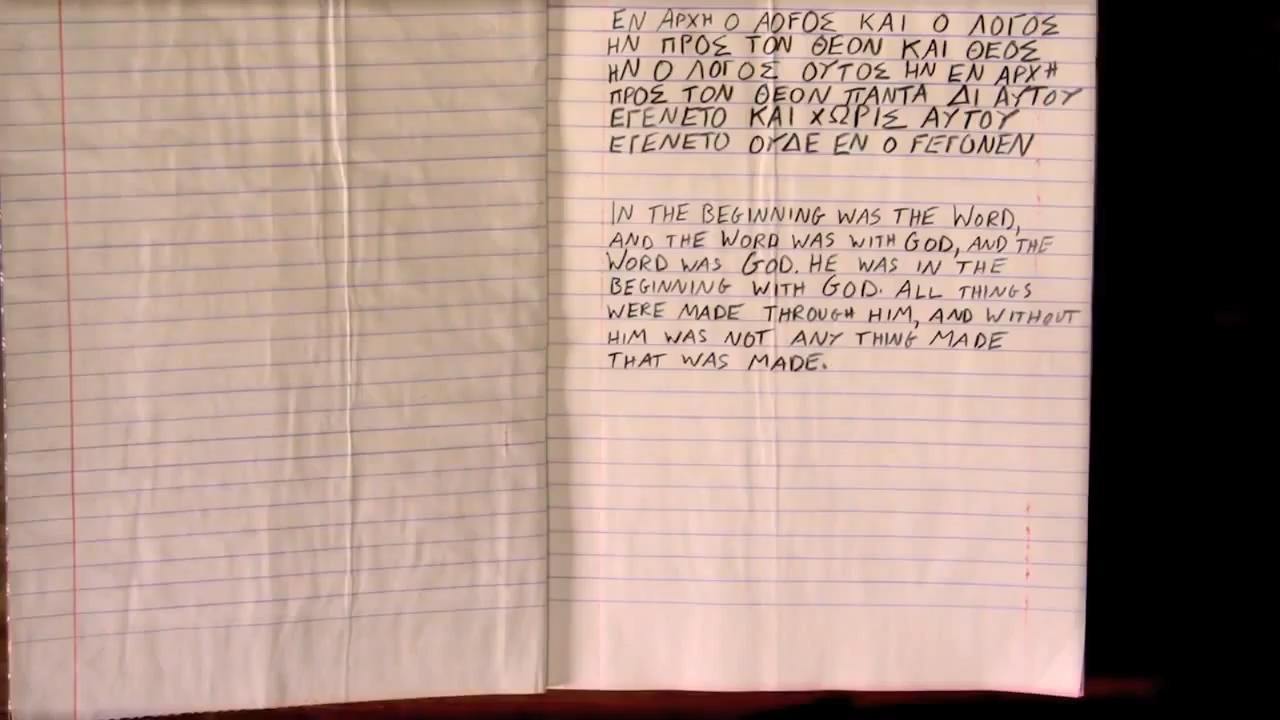 ΕΝ ΑΡΧΗ Ο ΛΟΓΟΣ ΚΑΙ Ο ΛΟΓΟΣ
ΗΝ ΠΡΟΣ ΤΟΝ ΘΕΟΝ ΚΑΙ ΘΕΟΣ
ΗΝ Ο ΛΟΓΟΣ ΟΥΤΟΣ ΗΝ ΕΝ ΑΡΧΗ
ΠΡΟΣ ΤΟΝ ΘΕΟΝ ΠΑΝΤΑ ΔΙ ΑΥΤΟΥ
ΕΓΕΝΕΤΟ ΚΑΙ ΧΩΡΙΣ ΑΥΤΟΥ
ΕΓΕΝΕΤΟ ΟΥΔΕ ΕΝ Ο ΓΕΓΟΝΕΝ
IN THE BEGINNING WAS THE WORD,
AND THE WORD WAS WITH GOD, AND THE
WORD WAS GOD. HE WAS IN THE
BEGINNING WITH GOD. ALL THINGS
WERE MADE THROUGH HIM, AND WITHOUT
HIM WAS NOT ANY THING MADE
THAT WAS MADE.